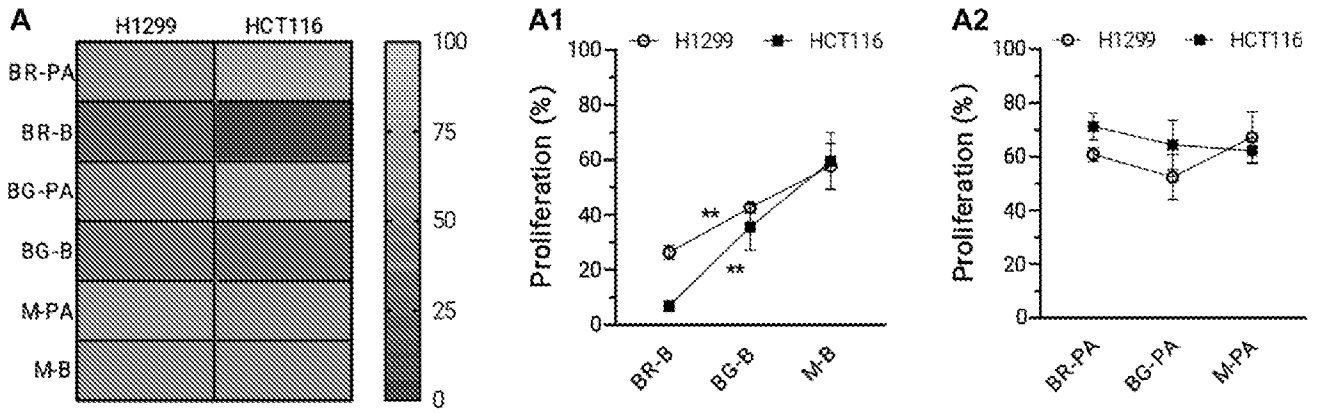 A
H1299 HCT116
BR-PA
BR-B
BG-PA
BG-B
M-PA
M-B
100
75
50
25
0
A1
H1299 HCT116
Proliferation (%)
100
80
60
40
20
0
**
**
BR-B BG-B M-B
A2
H1299 HCT116
Proliferation (%)
100
80
60
40
20
0
BR-PA BG-PA M-PA